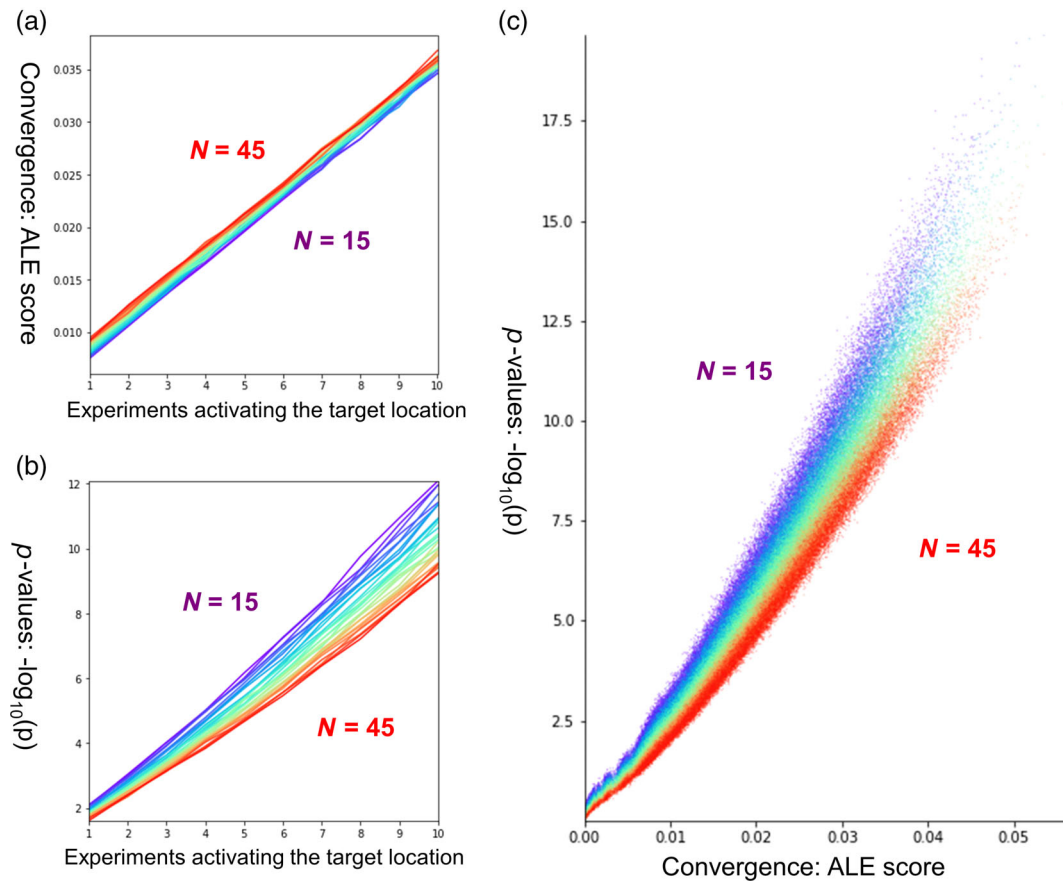 (a)
Convergence: ALE score
0.035
0.030
0.025
0.020
0.015
0.010
N = 45
N = 15
1 2 3 4 5 6 7 8 9 10
Experiments activating the target location
(b)
p-values: -log10(p)
12
10
8
6
4
2
N = 15
N = 45
1 2 3 4 5 6 7 8 9 10
Experiments activating the target location
(c)
p-values: -log10(p)
17.5
15.0
12.5
10.0
7.5
5.0
2.5
N = 15
N = 45
0.00 0.01 0.02 0.03 0.04 0.05
Convergence: ALE score